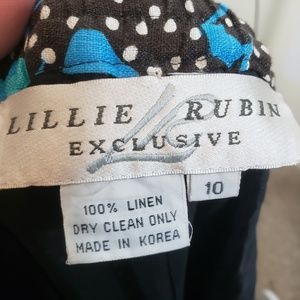 LILLIE RUBIN
EXCLUSIVE
10
100% LINEN
DRY CLEAN ONLY
MADE IN KOREA